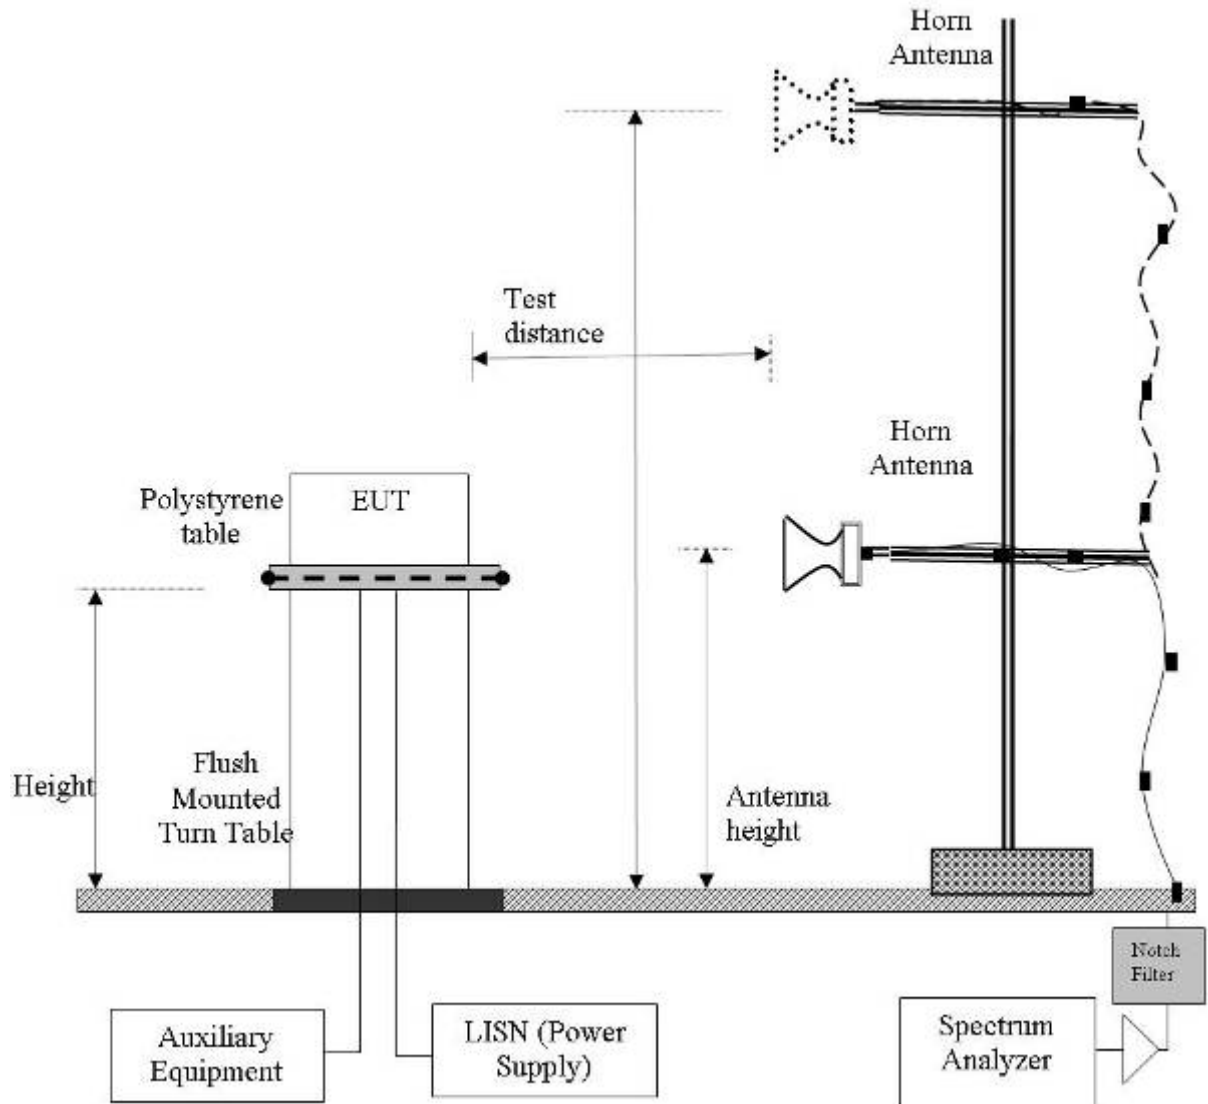 Horn
Antenna
Test
distance
Horn
Antenna
Polystyrene
table
EUT
Height
Flush
Mounted
Turn Table
Antenna
height
Notch
Filter
Auxiliary
Equipment
LISN (Power
Supply)
Spectrum
Analyzer